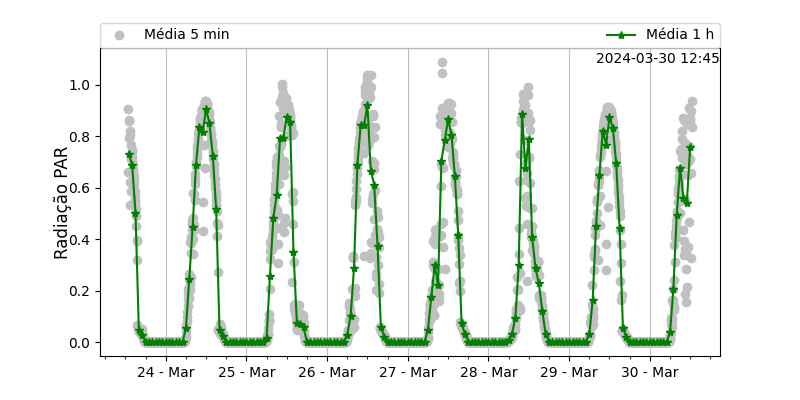 Média 5 min
Média 1 h
2024-03-30 12:45
Radiação PAR
1.0
0.8
0.6
0.4
0.2
0.0
24 - Mar
25 - Mar
26 - Mar
27 - Mar
28 - Mar
29 - Mar
30 - Mar